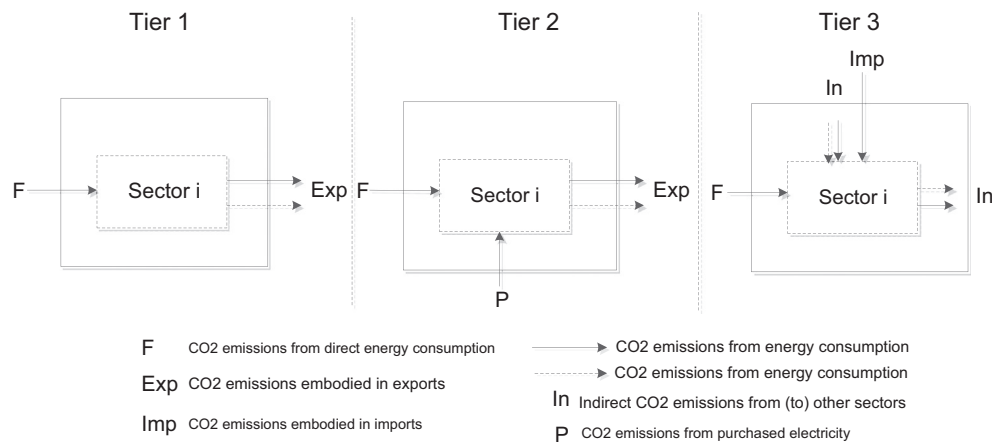 Tier 1
Tier 2
Tier 3
Imp
In
F
Sector i
Exp
F
Sector i
Exp
F
Sector i
In
P
F CO2 emissions from direct energy consumption
CO2 emissions from energy consumption
Exp CO2 emissions embodied in exports
CO2 emissions from energy consumption
In Indirect CO2 emissions from (to) other sectors
Imp CO2 emissions embodied in imports
P CO2 emissions from purchased electricity